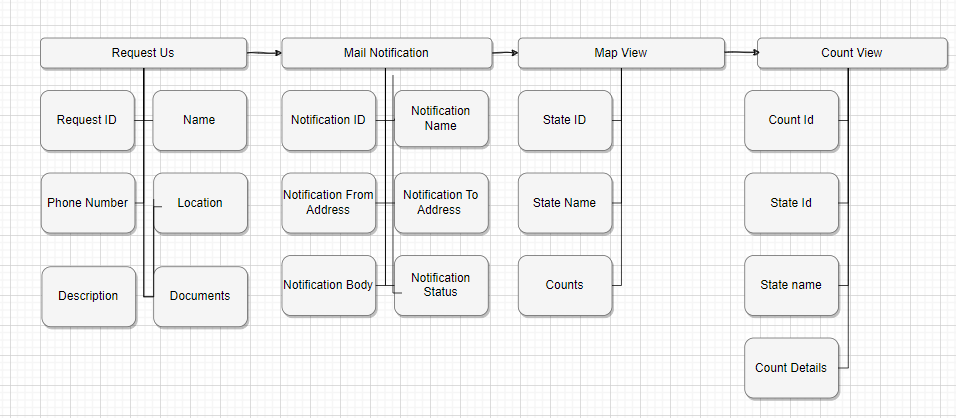 Request Us
Mail Notification
Map View
Count View
Request ID
Name
Notification ID
Notification
Name
State ID
Count Id
Phone Number
Location
Notification From
Address
Notification To
Address
State Name
State Id
Description
Documents
Notification Body
Notification
Status
Counts
State name
Count Details